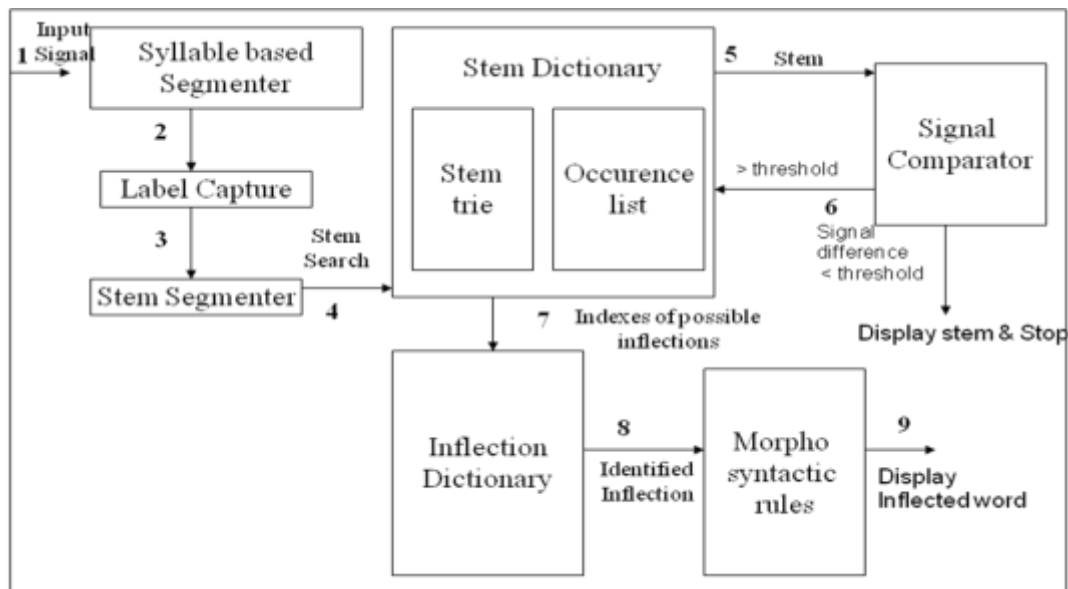 Input
1 Signal
Syllable based
Segmenter
2
Label Capture
3
Stem Segmenter
Stem
Search
4
Stem Dictionary
Stem
trie
Occurence
list
5
Stem
Signal
Comparator
> threshold
6
Signal
difference
< threshold
Display stem & Stop
7
Indexes of possible
inflections
Inflection
Dictionary
8
Identified
Inflection
Morpho
syntactic
rules
9
Display
Inflected word